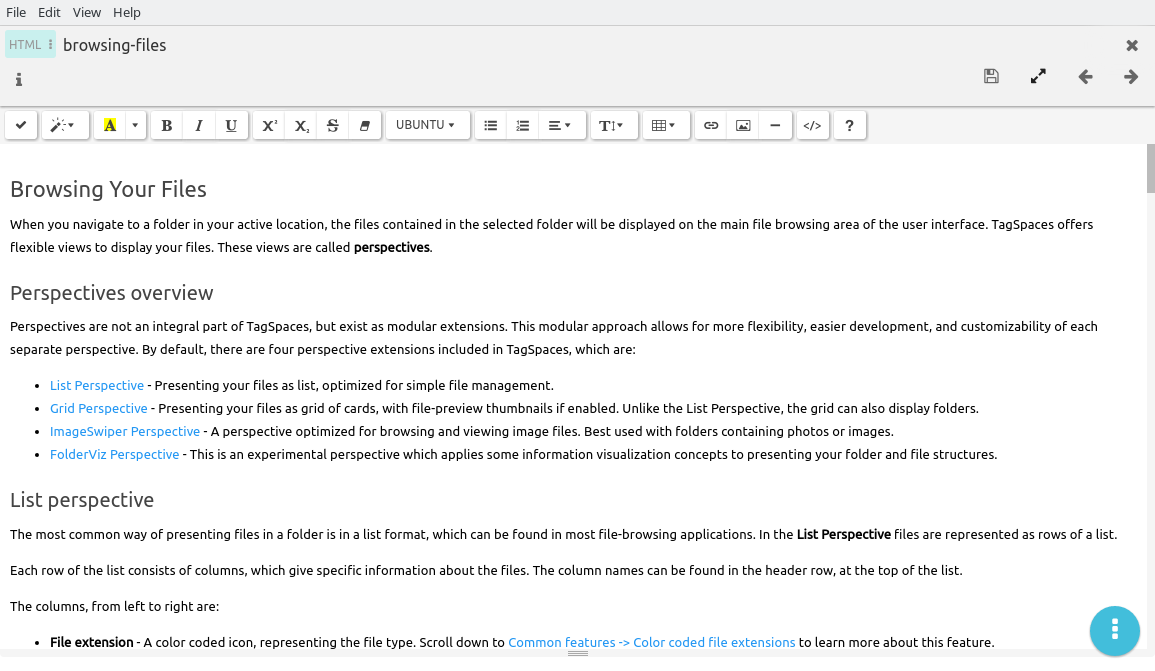 File Edit View Help
HTML browsing-files
A B I U X² X₂ S UBUNTU T </> ?
Browsing Your Files
When you navigate to a folder in your active location, the files contained in the selected folder will be displayed on the main file browsing area of the user interface. TagSpaces offers
flexible views to display your files. These views are called perspectives.
Perspectives overview
Perspectives are not an integral part of TagSpaces, but exist as modular extensions. This modular approach allows for more flexibility, easier development, and customizability of each
separate perspective. By default, there are four perspective extensions included in TagSpaces, which are:
• List Perspective - Presenting your files as list, optimized for simple file management.
• Grid Perspective - Presenting your files as grid of cards, with file-preview thumbnails if enabled. Unlike the List Perspective, the grid can also display folders.
• ImageSwiper Perspective - A perspective optimized for browsing and viewing image files. Best used with folders containing photos or images.
• FolderViz Perspective - This is an experimental perspective which applies some information visualization concepts to presenting your folder and file structures.
List perspective
The most common way of presenting files in a folder is in a list format, which can be found in most file-browsing applications. In the List Perspective files are represented as rows of a list.
Each row of the list consists of columns, which give specific information about the files. The column names can be found in the header row, at the top of the list.
The columns, from left to right are:
• File extension - A color coded icon, representing the file type. Scroll down to Common features -> Color coded file extensions to learn more about this feature.